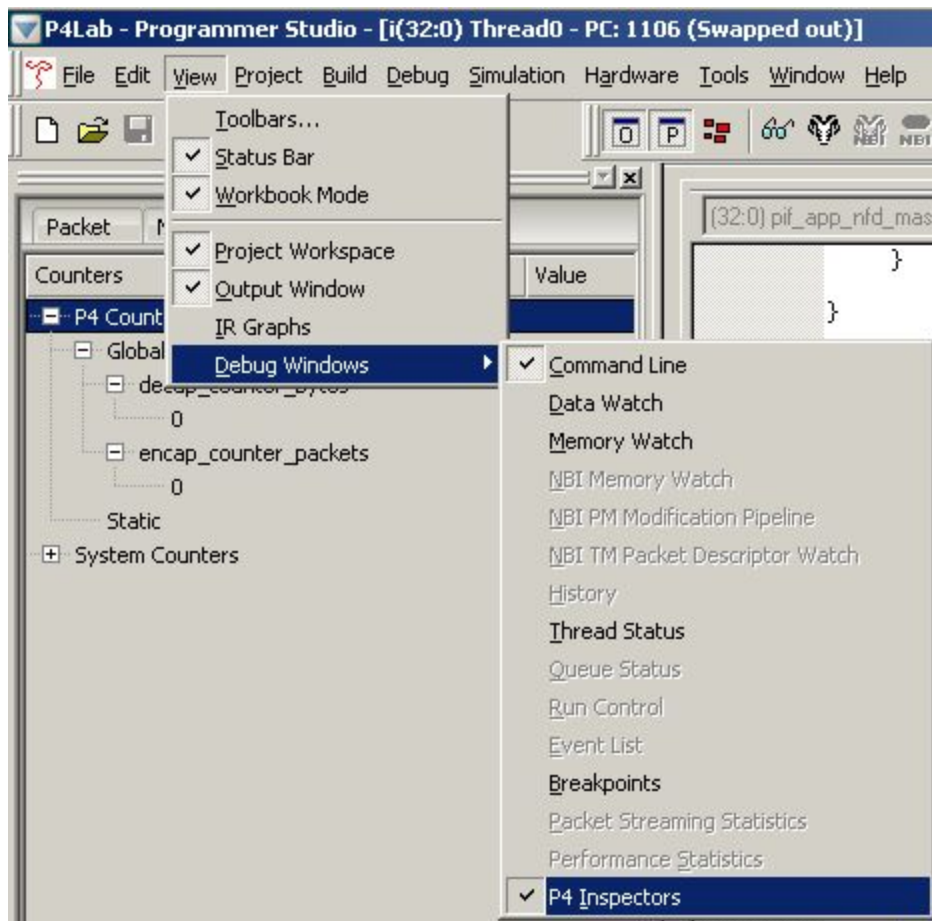 P4Lab - Programmer Studio - [i(32:0) Thread0 - PC: 1106 (Swapped out)]
File Edit View Project Build Debug Simulation Hardware Tools Window Help
Toolbars...
Status Bar
Workbook Mode
Project Workspace
Output Window
IR Graphs
Debug Windows
O P NBI NBI
Packet
Counters Value
P4 Count
Global
decap_counter_bytes
0
encap_counter_packets
0
Static
System Counters
(32:0) pif_app_nfd_mas
}
}
Command Line
Data Watch
Memory Watch
NBI Memory Watch
NBI PM Modification Pipeline
NBI TM Packet Descriptor Watch
History
Thread Status
Queue Status
Run Control
Event List
Breakpoints
Packet Streaming Statistics
Performance Statistics
P4 Inspectors